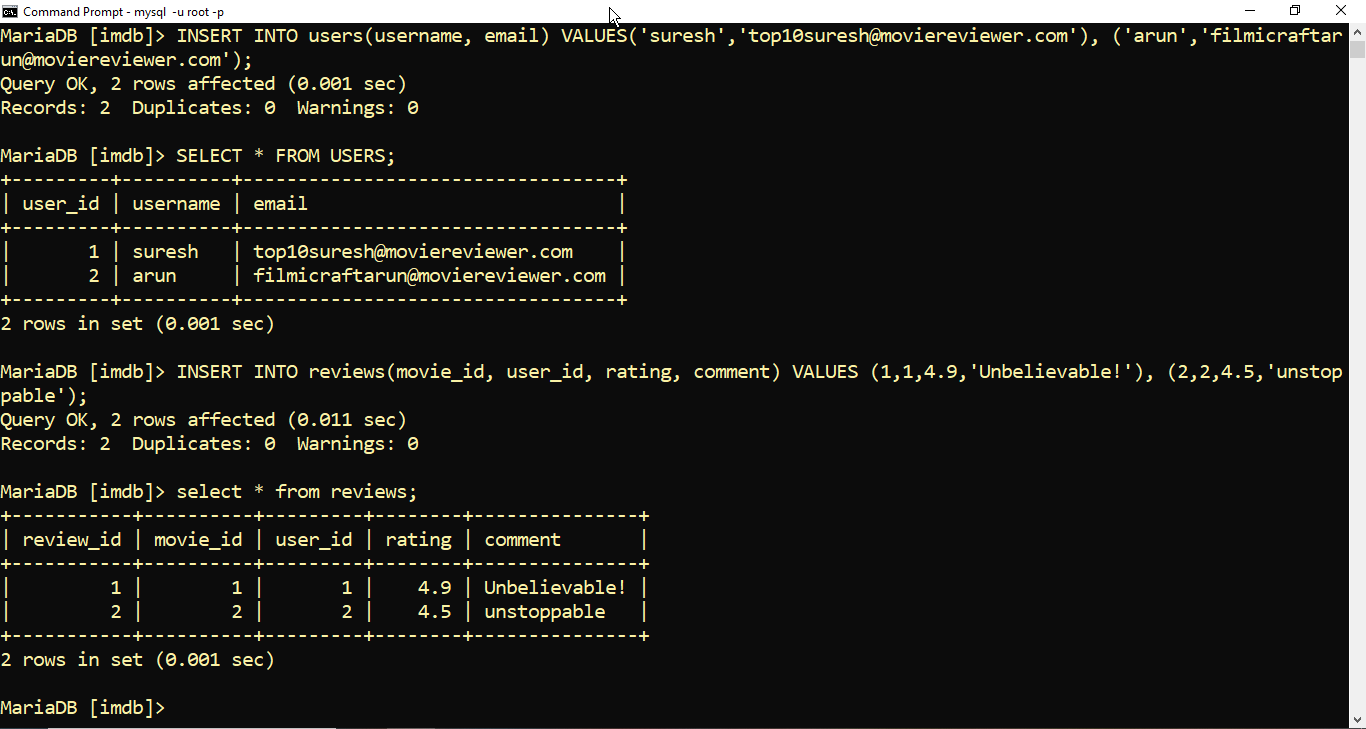 Command Prompt - mysql -u root -p
MariaDB [imdb]> INSERT INTO users(username, email) VALUES('suresh','top10suresh@moviereviewer.com'), ('arun','filmicraftar
un@moviereviewer.com');
Query OK, 2 rows affected (0.001 sec)
Records: 2  Duplicates: 0  Warnings: 0

MariaDB [imdb]> SELECT * FROM USERS;
+---------+----------+----------------------------------+
| user_id | username | email                            |
+---------+----------+----------------------------------+
|       1 | suresh   | top10suresh@moviereviewer.com    |
|       2 | arun     | filmicraftarun@moviereviewer.com |
+---------+----------+----------------------------------+
2 rows in set (0.001 sec)

MariaDB [imdb]> INSERT INTO reviews(movie_id, user_id, rating, comment) VALUES (1,1,4.9,'Unbelievable!'), (2,2,4.5,'unstop
pable');
Query OK, 2 rows affected (0.011 sec)
Records: 2  Duplicates: 0  Warnings: 0

MariaDB [imdb]> select * from reviews;
+-----------+----------+---------+--------+---------------+
| review_id | movie_id | user_id | rating | comment       |
+-----------+----------+---------+--------+---------------+
|         1 |        1 |       1 |    4.9 | Unbelievable! |
|         2 |        2 |       2 |    4.5 | unstoppable   |
+-----------+----------+---------+--------+---------------+
2 rows in set (0.001 sec)

MariaDB [imdb]>